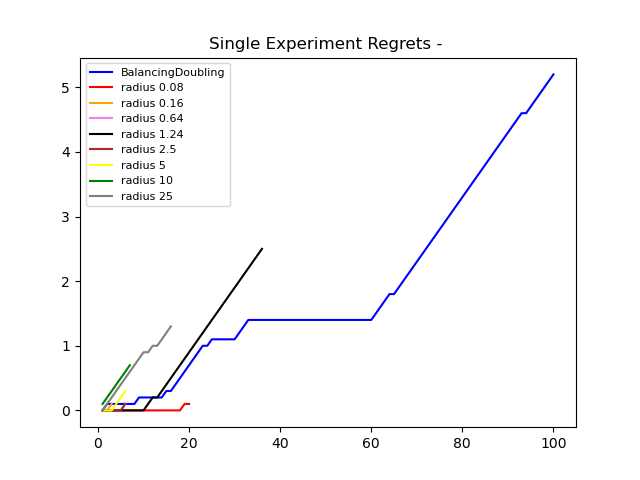 Single Experiment Regrets -
BalancingDoubling
radius 0.08
radius 0.16
radius 0.64
radius 1.24
radius 2.5
radius 5
radius 10
radius 25
5
4
3
2
1
0
0 20 40 60 80 100